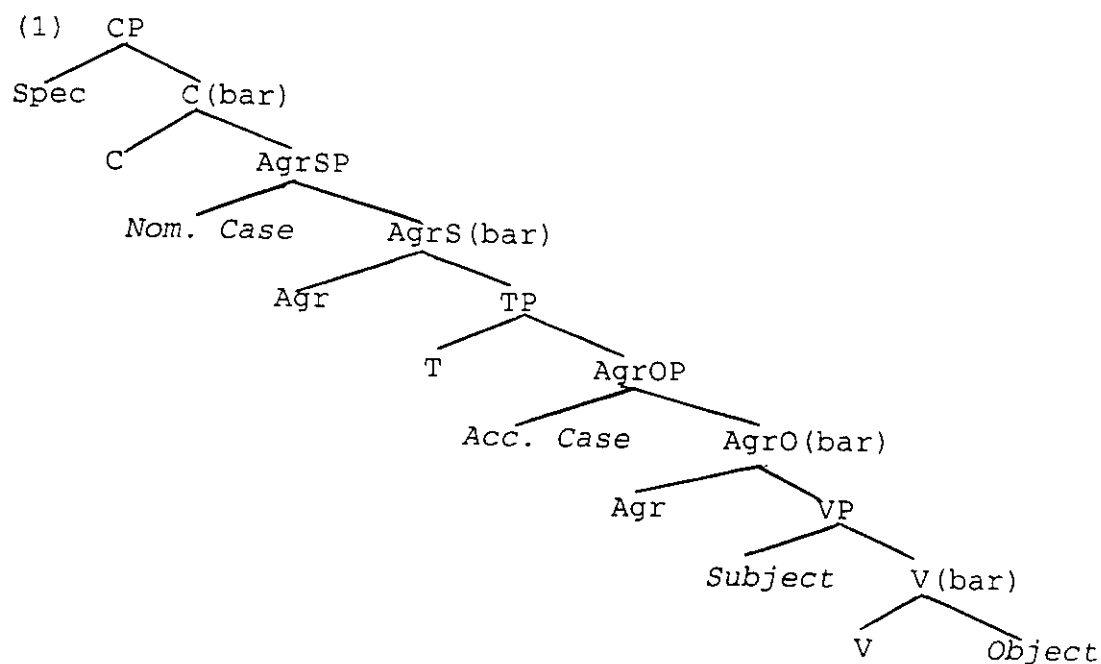 (1) CP
Spec C(bar)
C AgrSP
Nom. Case AgrS(bar)
Agr TP
T AgrOP
Acc. Case AgrO(bar)
Agr VP
Subject V(bar)
V Object